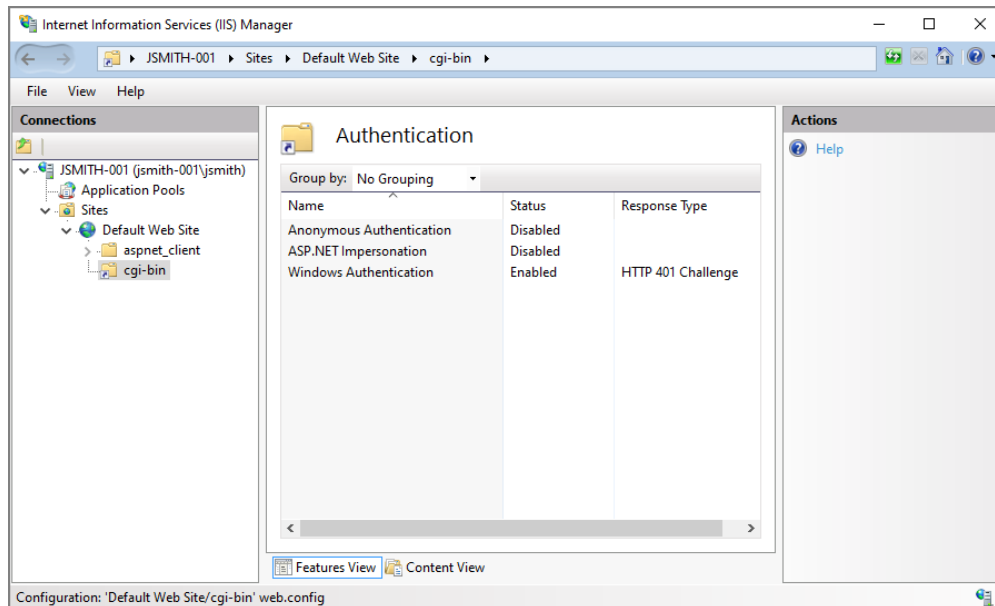 Internet Information Services (IIS) Manager
JSMITH-001 Sites Default Web Site cgi-bin
File View Help
Connections
JSMITH-001 (jsmith-001\jsmith)
Application Pools
Sites
Default Web Site
aspnet_client
cgi-bin
Authentication
Group by: No Grouping
Name Status Response Type
Anonymous Authentication Disabled
ASP.NET Impersonation Disabled
Windows Authentication Enabled HTTP 401 Challenge
Features View Content View
Actions
Help
Configuration: 'Default Web Site/cgi-bin' web.config